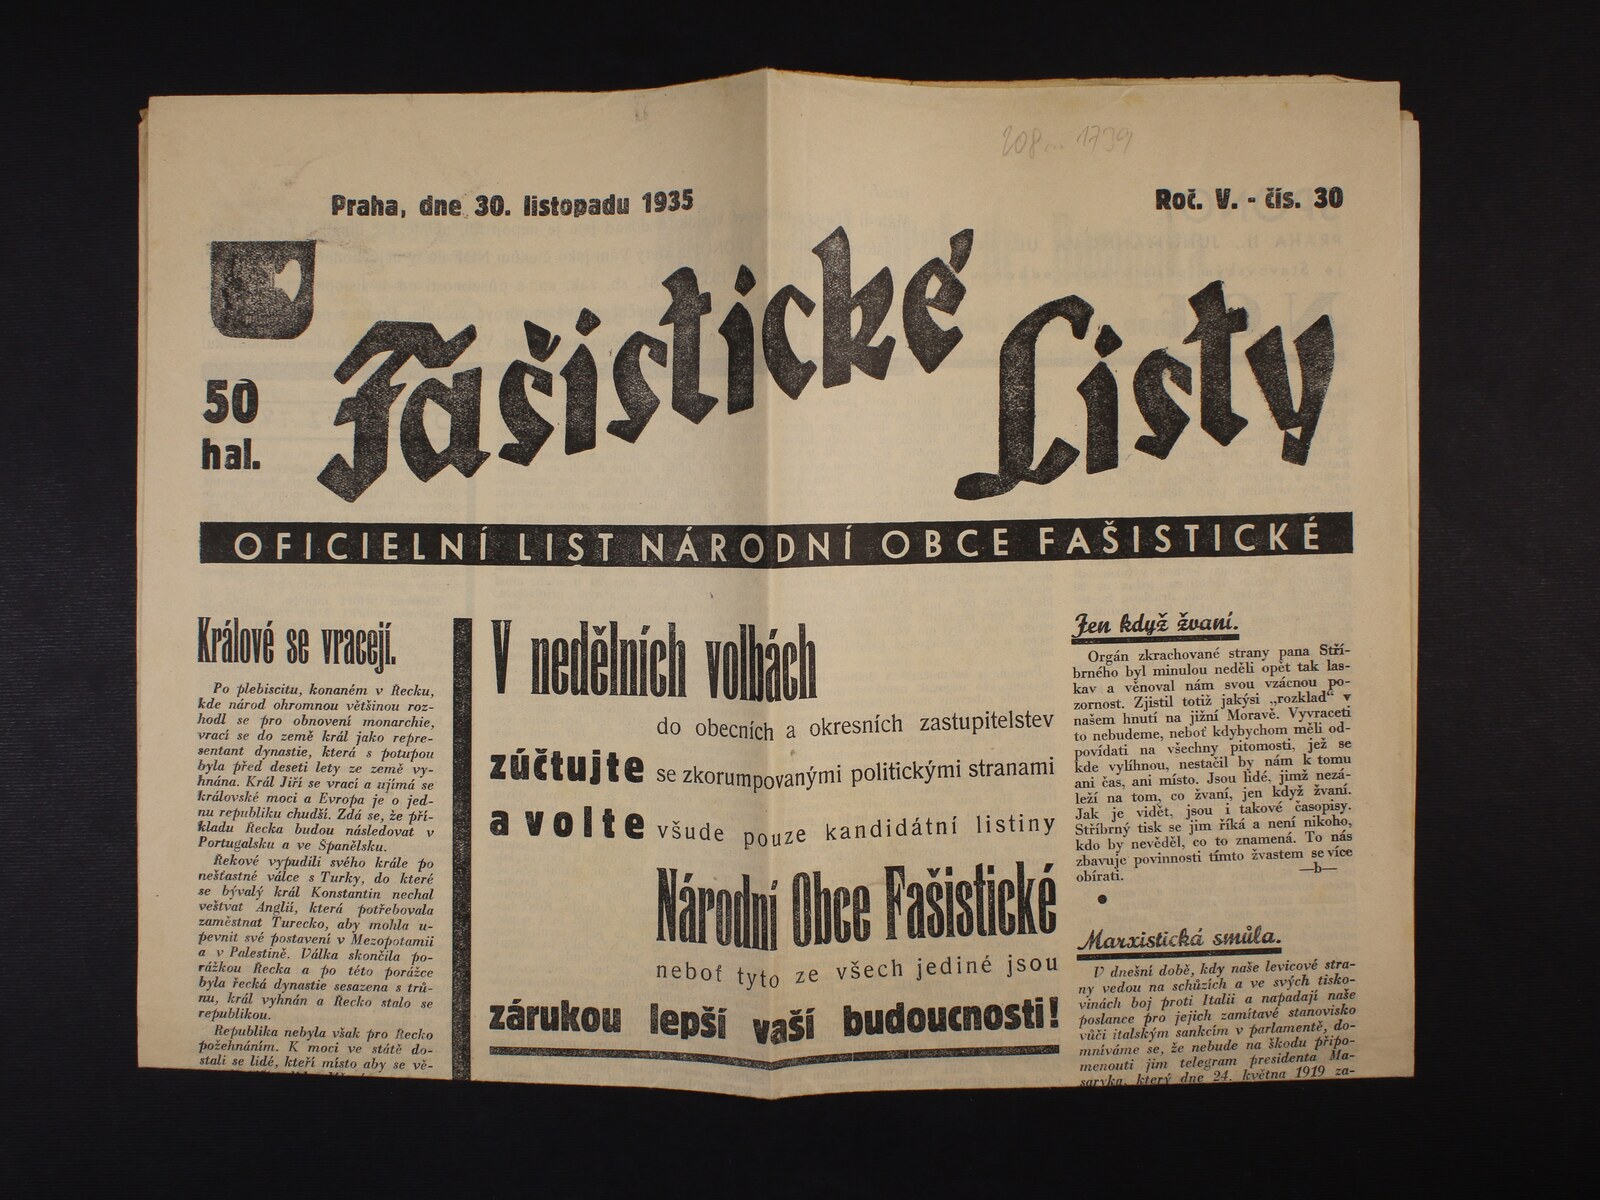 208 1739
Praha, dne 30. listopadu 1935
Roč. V. - čís. 30
50
hal.
Fašistické Listy
OFICIELNÍ LIST NÁRODNÍ OBCE FAŠISTICKÉ
Králové se vracejí.
Po plebiscitu, konaném v Řecku,
kde národ ohromnou většinou roz-
hodl se pro obnovení monarchie,
vrací se do země král jako repre-
sentant dynastie, která s potupou
byla před deseti lety ze země vy-
hnána. Král Jiří se vrací a ujímá se
královské moci a Evropa je o jed-
nu republiku chudší. Zdá se, že pří-
kladu Řecka budou následovat v
Portugalsku a ve Španělsku.
Řekové vypudili svého krále po
nešťastné válce s Turky, do které
se bývalý král Konstantin nechal
veštvat Anglií, která potřebovala
zaměstnat Turecko, aby mohla u-
pevnit své postavení v Mezopotamii
a v Palestině. Válka skončila po-
rážkou Řecka a po této porážce
byla řecká dynastie sesazena s trů-
nu, král vyhnán a Řecko stalo se
republikou.
Republika nebyla však pro Řecko
požehnáním. K moci ve státě do-
stali se lidé, kteří místo aby se vě-
V nedělních volbách
do obecních a okresních zastupitelstev
zúčtujte se zkorumpovanými politickými stranami
a volte všude pouze kandidátní listiny
Národní Obce Fašistické
neboť tyto ze všech jediné jsou
zárukou lepší vaší budoucnosti!
Jen když žvaní.
Orgán zkrachované strany pana Stří-
brného byl minulou neděli opět tak las-
kav a věnoval nám svou vzácnou po-
zornost. Zjistil totiž jakýsi „rozklad“ v
našem hnutí na jižní Moravě. Vyvraceti
to nebudeme, neboť kdybychom měli od-
povídati na všechny pitomosti, jež se
kde vylíhnou, nestačil by nám k tomu
ani čas, ani místo. Jsou lidé, jimž nezá-
leží na tom, co žvaní, jen když žvaní.
Jak je vidět, jsou i takové časopisy.
Stříbrný tisk se jim říká a není nikoho,
kdo by nevěděl, co to znamená. To nás
zbavuje povinnosti tímto žvastem se více
obírati. —b—
Marxistická smůla.
V dnešní době, kdy naše levicové stra-
ny vedou na schůzích a ve svých tisko-
vinách boj proti Italii a napadají naše
poslance pro jejich zamítavé stanovisko
vůči italským sankcím v parlamentě, do-
mníváme se, že nebude na škodu připo-
menouti jim telegram presidenta Ma-
saryka, který dne 24. května 1919 za-